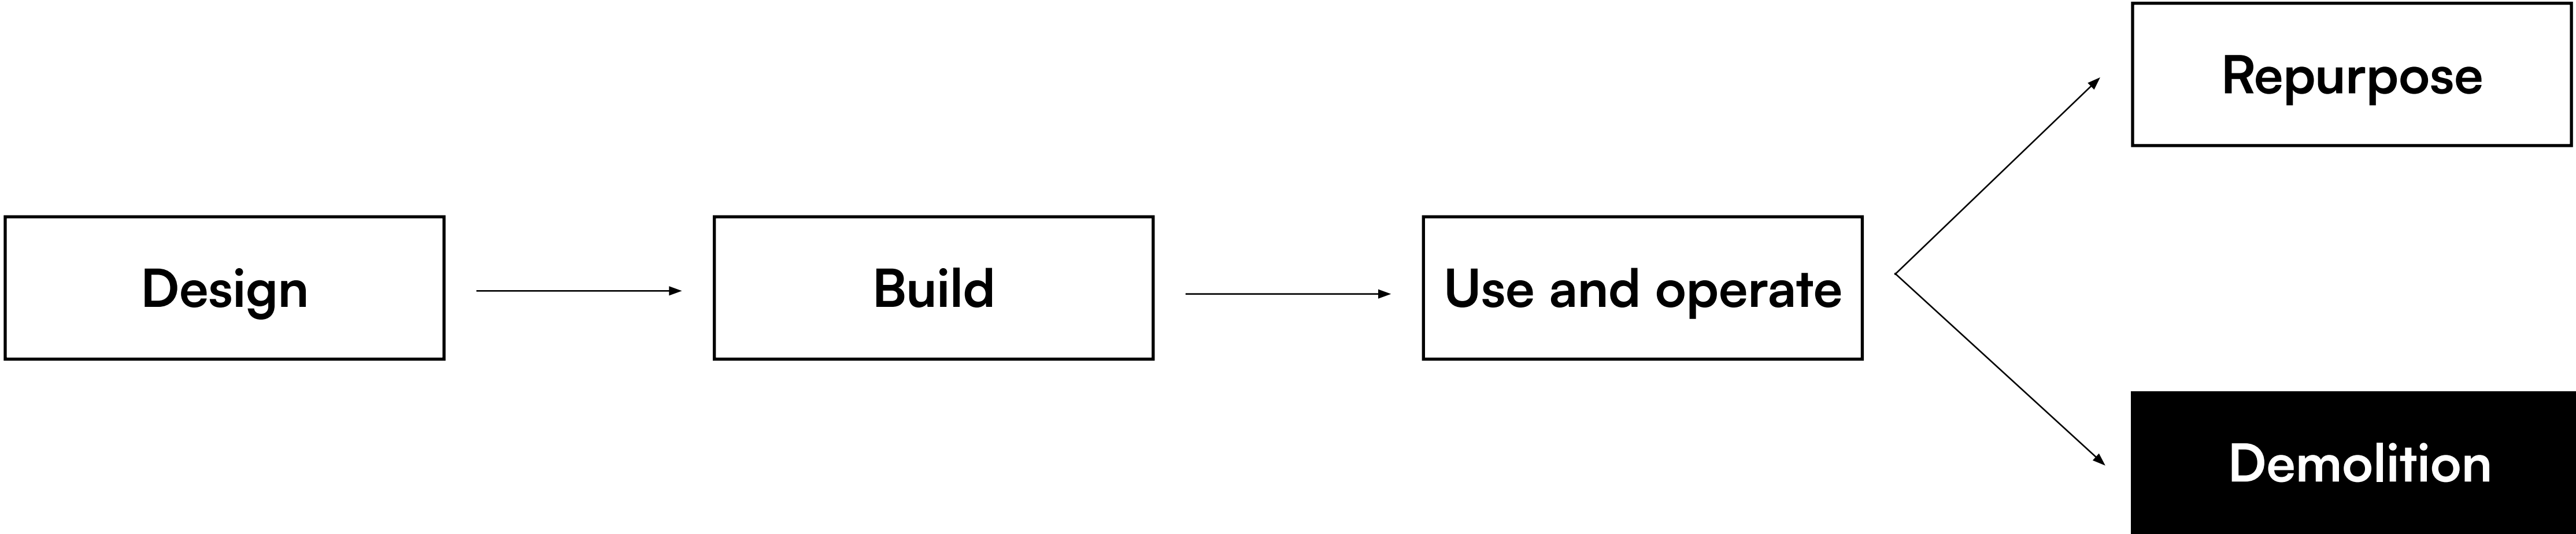 Design
Build
Use and operate
Repurpose
Demolition